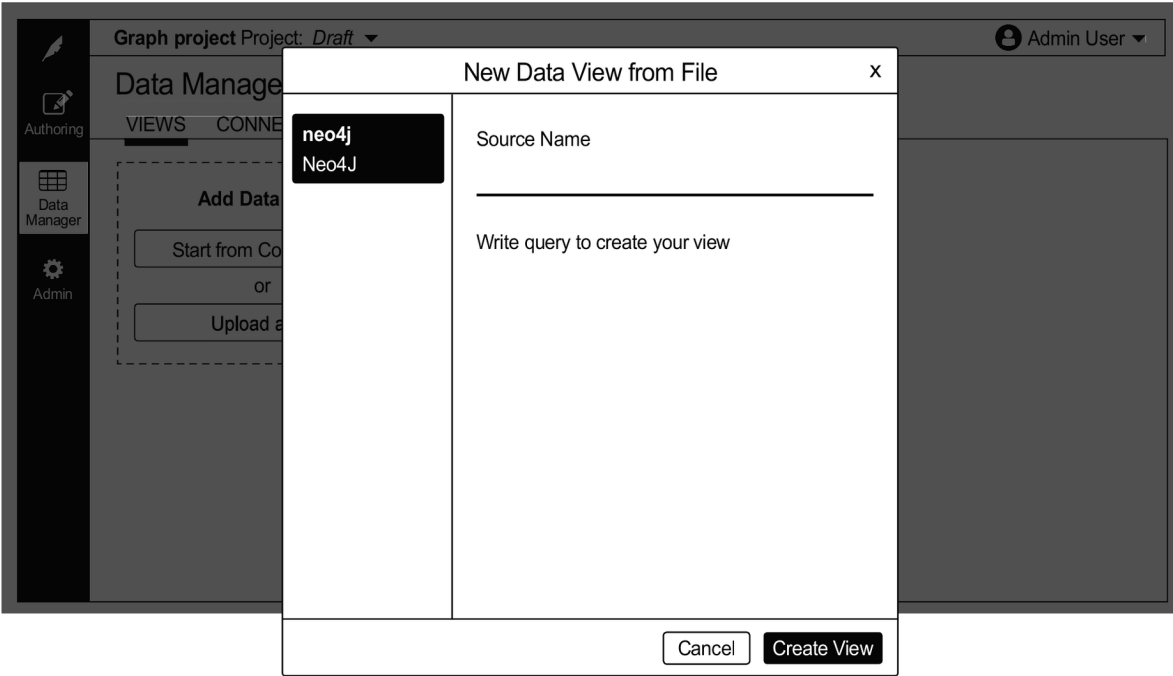 Graph project Project: Draft
Admin User
Data Manage
VIEWS CONNE
Authoring
Data
Manager
Admin
Add Data
Start from Co
or
Upload a
New Data View from File x
neo4j
Neo4J
Source Name
Write query to create your view
Cancel Create View